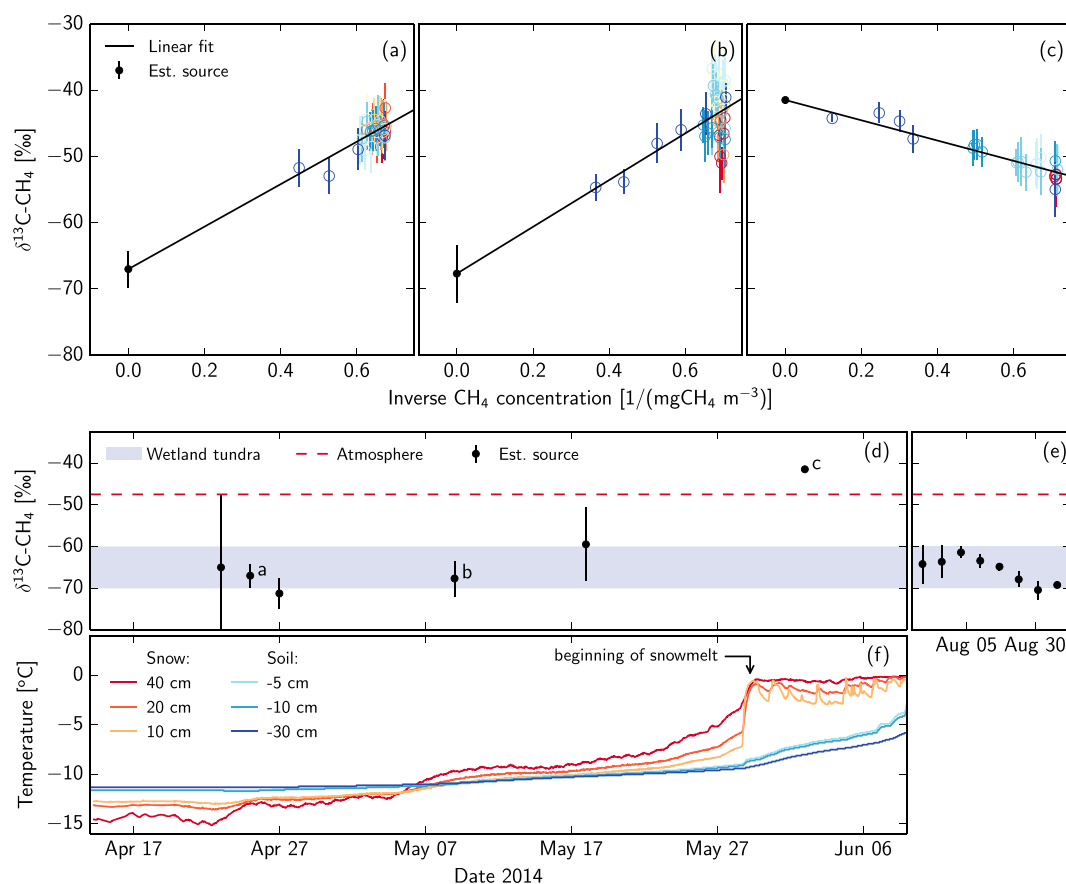 −30
−40
−50
−60
−70
−80
δ¹³C-CH₄ [‰]
Linear fit
Est. source
(a)
(b)
(c)
0.0 0.2 0.4 0.6 0.0 0.2 0.4 0.6 0.0 0.2 0.4 0.6
Inverse CH₄ concentration [1/(mgCH₄ m⁻³)]
−40
−50
−60
−70
−80
δ¹³C-CH₄ [‰]
Wetland tundra Atmosphere Est. source
(d)
(e)
a
b
c
Aug 05 Aug 30
0
−5
−10
−15
Temperature [°C]
Snow: Soil:
40 cm -5 cm
20 cm -10 cm
10 cm -30 cm
beginning of snowmelt
(f)
Apr 17 Apr 27 May 07 May 17 May 27 Jun 06
Date 2014